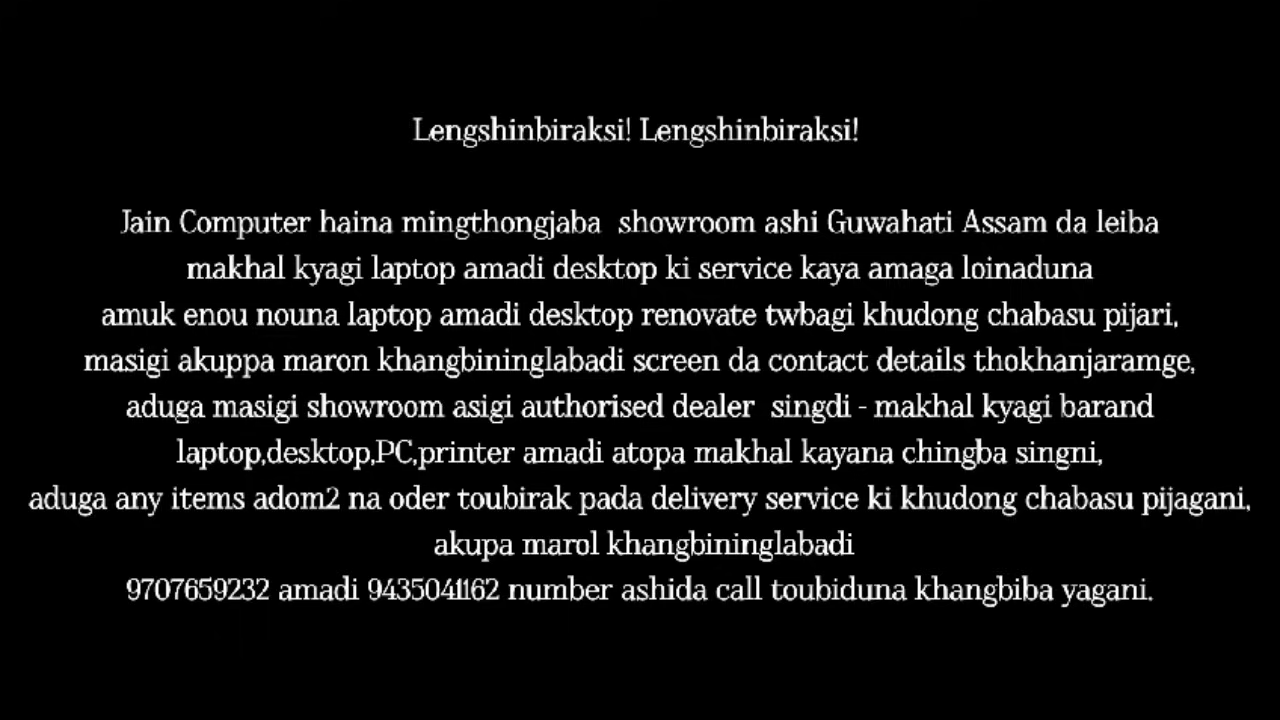 Lengshinbiraksi! Lengshinbiraksi!
Jain Computer haina mingthongjaba showroom ashi Guwahati Assam da leiba
makhal kyagi laptop amadi desktop ki service kaya amaga loinaduna
amuk enou nouna laptop amadi desktop renovate twbagi khudong chabasu pijari,
masigi akuppa maron khangbininglabadi screen da contact details thokhanjaramge,
aduga masigi showroom asigi authorised dealer singdi - makhal kyagi barand
laptop,desktop,PC,printer amadi atopa makhal kayana chingba singni,
aduga any items adom2 na oder toubirak pada delivery service ki khudong chabasu pijagani,
akupa marol khangbininglabadi
9707659232 amadi 9435041162 number ashida call toubiduna khangbiba yagani.